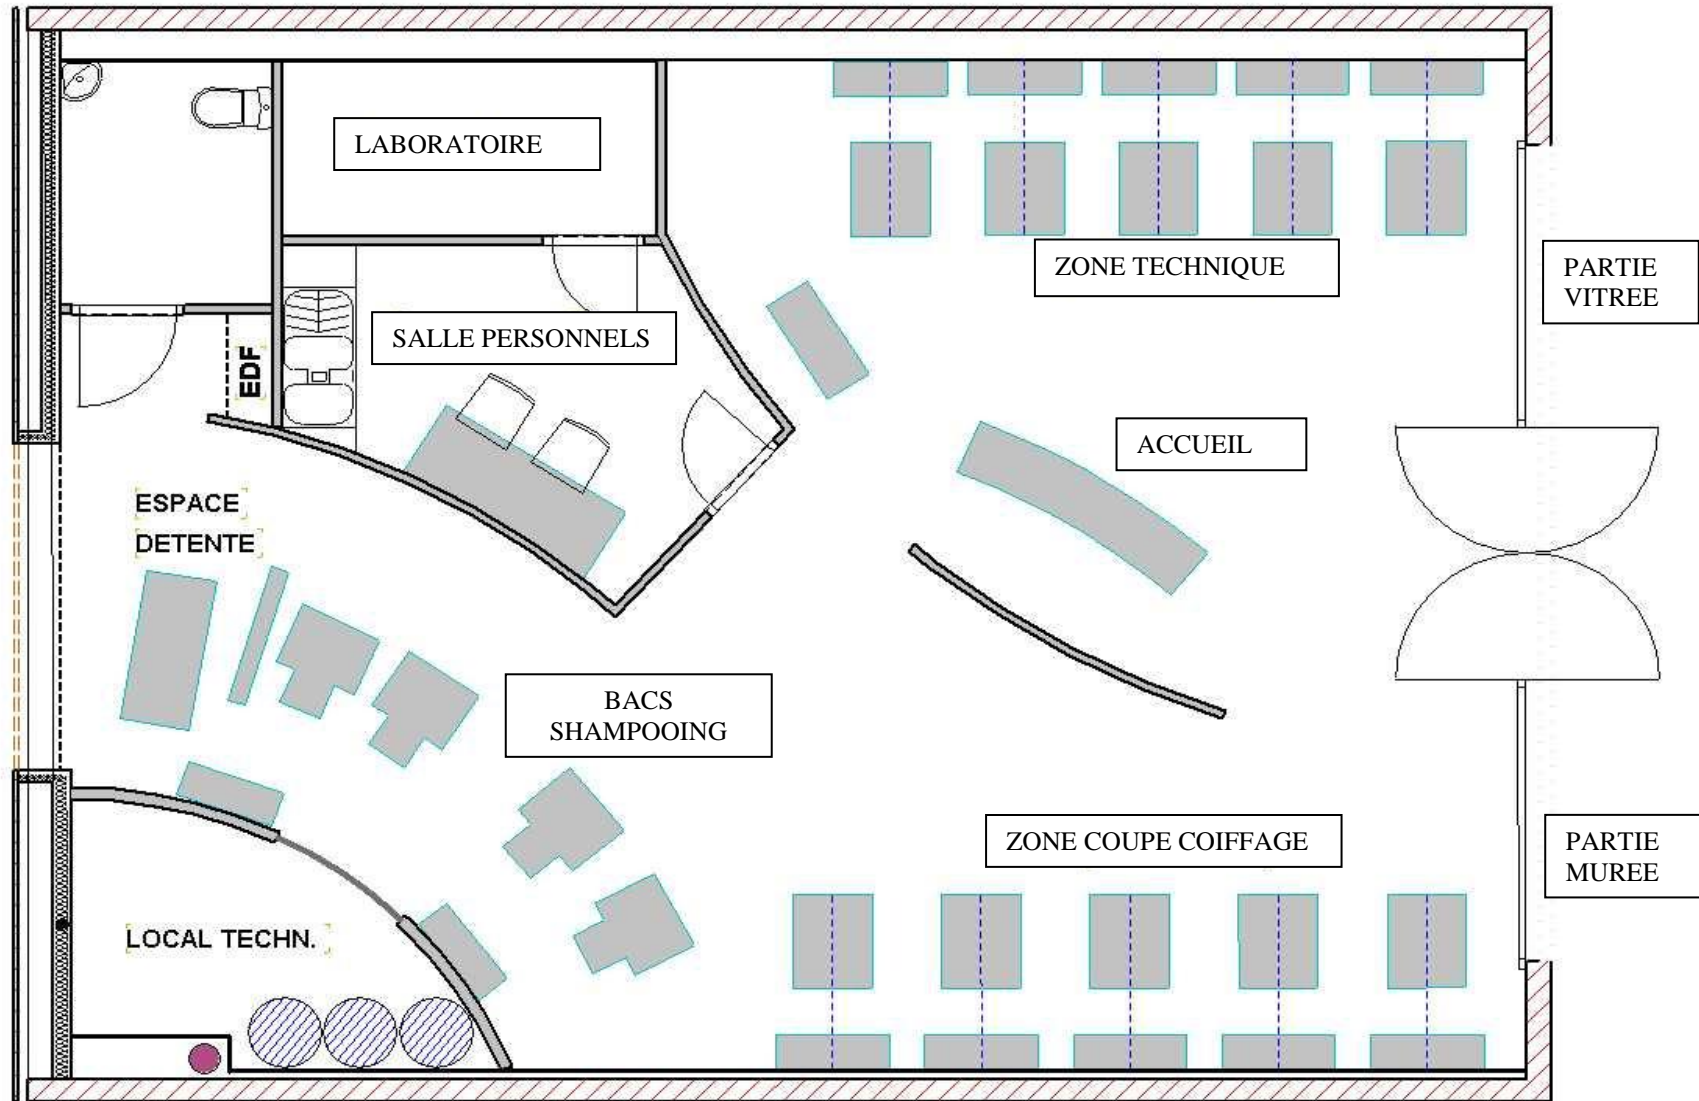 LABORATOIRE
ZONE TECHNIQUE
PARTIE
VITREE
SALLE PERSONNELS
EDF
ACCUEIL
ESPACE
DETENTE
BACS
SHAMPOOING
ZONE COUPE COIFFAGE
PARTIE
MUREE
LOCAL TECHN.